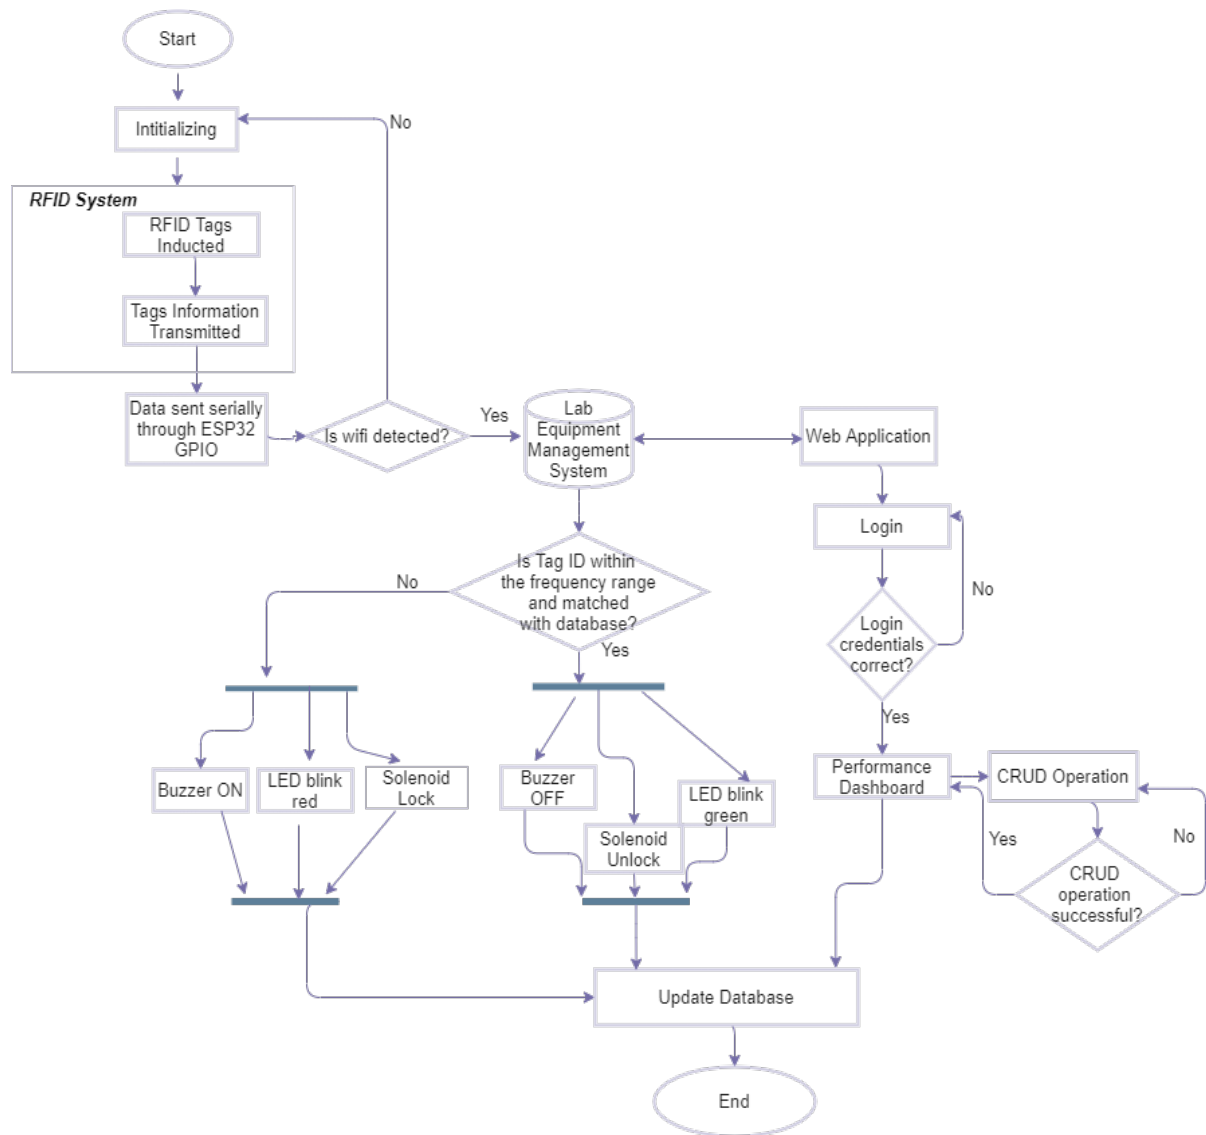 Start
Intitializing
No
RFID System
RFID Tags
Inducted
Tags Information
Transmitted
Data sent serially
through ESP32
GPIO
Is wifi detected?
Yes
Lab
Equipment
Management
System
Web Application
Login
No
Login
credentials
correct?
Yes
Is Tag ID within
the frequency range
and matched
with database?
No
Yes
Buzzer ON
LED blink
red
Solenoid
Lock
Buzzer
OFF
Solenoid
Unlock
LED blink
green
Performance
Dashboard
CRUD Operation
Yes
No
CRUD
operation
successful?
Update Database
End